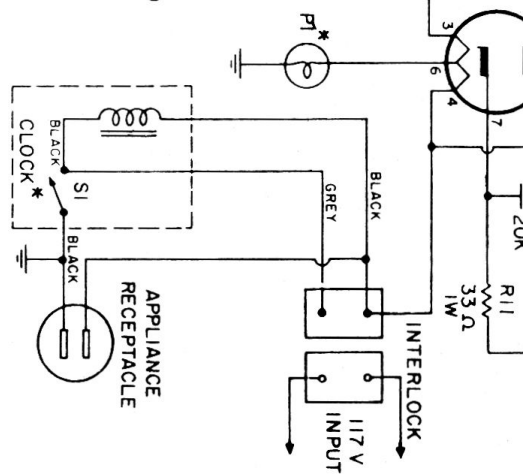 P1*
3
6
4
7
20K
BLACK
CLOCK*
S1
BLACK
GREY
BLACK
R11
33 Ω
1W
APPLIANCE
RECEPTACLE
INTERLOCK
117 V
INPUT